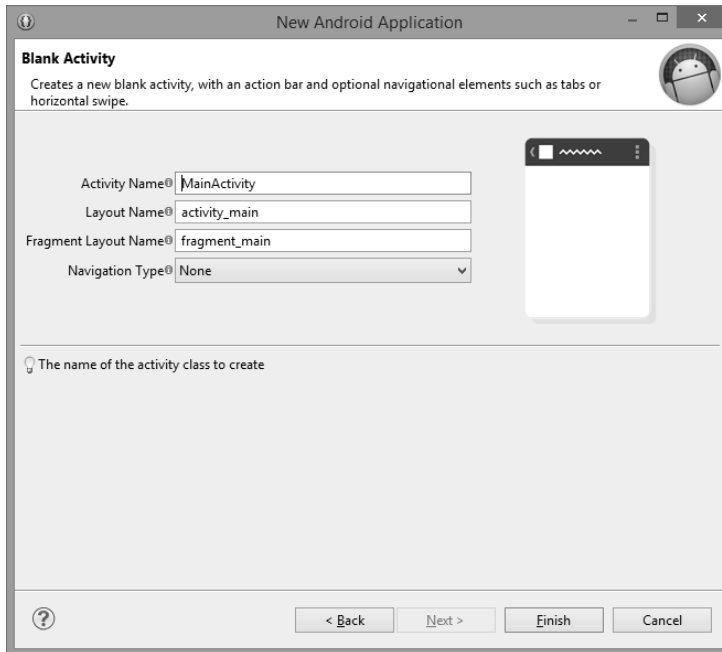 New Android Application
Blank Activity
Creates a new blank activity, with an action bar and optional navigational elements such as tabs or
horizontal swipe.
Activity Name MainActivity
Layout Name activity_main
Fragment Layout Name fragment_main
Navigation Type None
The name of the activity class to create
< Back
Next >
Finish
Cancel